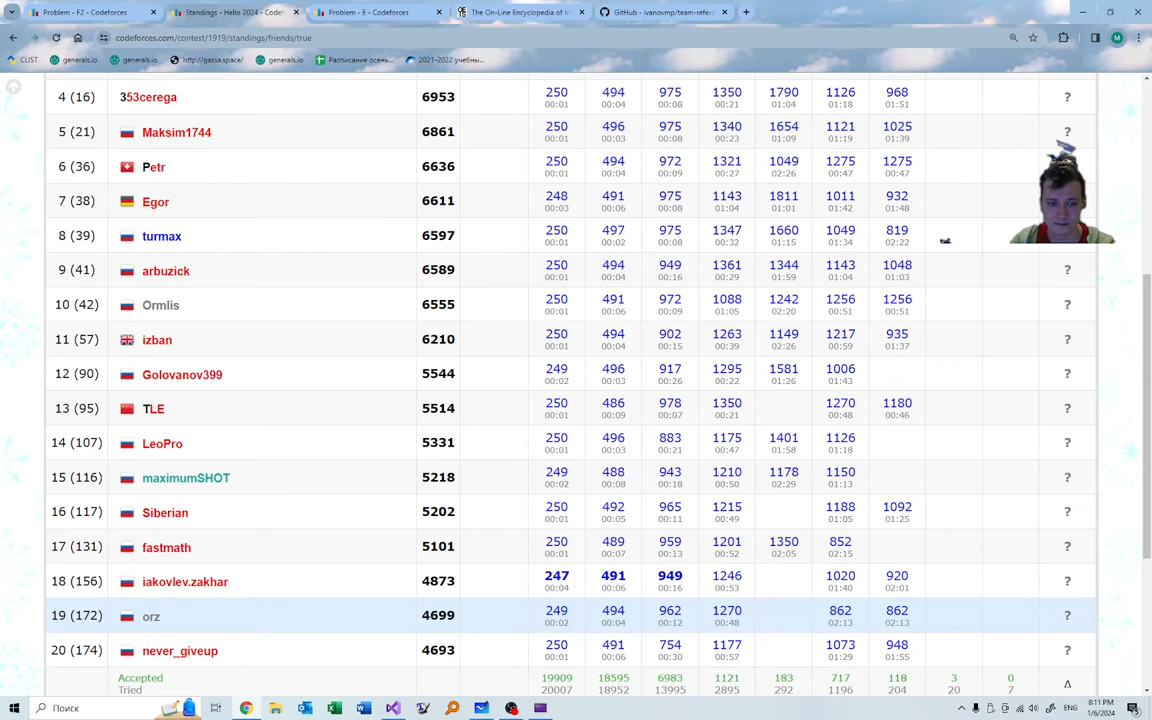 Problem - F2 - Codeforces
Standings - Hello 2024 - Codef
Problem - E - Codeforces
The On-Line Encyclopedia of In
GitHub - ivanovmp/team-refere
codeforces.com/contest/1919/standings/friends/true
M
CLIST
generals.io
generals.io
http://gassa.space/
generals.io
Расписание осень...
2021-2022 учебны...
4 (16) 353cerega 6953 250 494 975 1350 1790 1126 968
00:01 00:04 00:08 00:21 01:04 01:18 01:51
?
5 (21) Maksim1744 6861 250 496 975 1340 1654 1121 1025
00:01 00:03 00:08 00:23 01:09 01:19 01:39
?
6 (36) Petr 6636 250 494 972 1321 1049 1275 1275
00:01 00:04 00:09 00:27 02:26 00:47 00:47
7 (38) Egor 6611 248 491 975 1143 1811 1011 932
00:03 00:06 00:08 01:04 01:01 01:42 01:48
8 (39) turmax 6597 250 497 975 1347 1660 1049 819
00:01 00:02 00:08 00:32 01:15 01:34 02:22
9 (41) arbuzick 6589 250 494 949 1361 1344 1143 1048
00:01 00:04 00:16 00:29 01:59 01:04 01:03
?
10 (42) Ormlis 6555 250 491 972 1088 1242 1256 1256
00:01 00:06 00:09 01:05 02:20 00:51 00:51
?
11 (57) izban 6210 250 494 902 1263 1149 1217 935
00:01 00:04 00:15 00:39 02:26 00:59 01:37
?
12 (90) Golovanov399 5544 249 496 917 1295 1581 1006
00:02 00:03 00:26 00:22 01:26 01:43
?
13 (95) TLE 5514 250 486 978 1350 1270 1180
00:01 00:09 00:07 00:21 00:48 00:46
?
14 (107) LeoPro 5331 250 496 883 1175 1401 1126
00:01 00:03 00:21 00:47 01:58 01:18
?
15 (116) maximumSHOT 5218 249 488 943 1210 1178 1150
00:02 00:08 00:18 00:50 02:29 01:13
?
16 (117) Siberian 5202 250 492 965 1215 1188 1092
00:01 00:05 00:11 00:49 01:05 01:25
?
17 (131) fastmath 5101 250 489 959 1201 1350 852
00:01 00:07 00:13 00:52 02:05 02:15
?
18 (156) iakovlev.zakhar 4873 247 491 949 1246 1020 920
00:04 00:06 00:16 00:53 01:40 02:01
?
19 (172) orz 4699 249 494 962 1270 862 862
00:02 00:04 00:12 00:48 02:13 02:13
?
20 (174) never_giveup 4693 250 491 754 1177 1073 948
00:01 00:06 00:30 00:57 01:29 01:55
?
Accepted 19909 18595 6983 1121 183 717 118 3 0
Tried 20007 18952 13995 2895 292 1196 204 20 7
Δ
Поиск
ENG
8:11 PM
1/6/2024
5